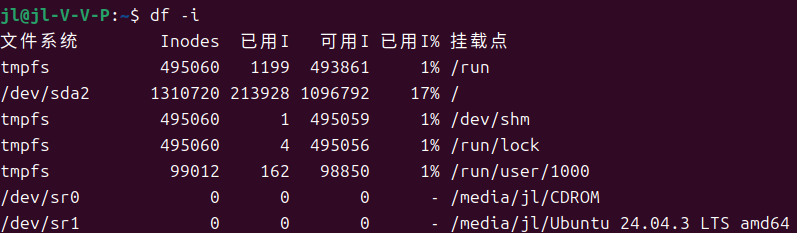 jl@jl-V-V-P:~$ df -i
文件系统 Inodes 已用I 可用I 已用I% 挂载点
tmpfs 495060 1199 493861 1% /run
/dev/sda2 1310720 213928 1096792 17% /
tmpfs 495060 1 495059 1% /dev/shm
tmpfs 495060 4 495056 1% /run/lock
tmpfs 99012 162 98850 1% /run/user/1000
/dev/sr0 0 0 0 - /media/jl/CDROM
/dev/sr1 0 0 0 - /media/jl/Ubuntu 24.04.3 LTS amd64